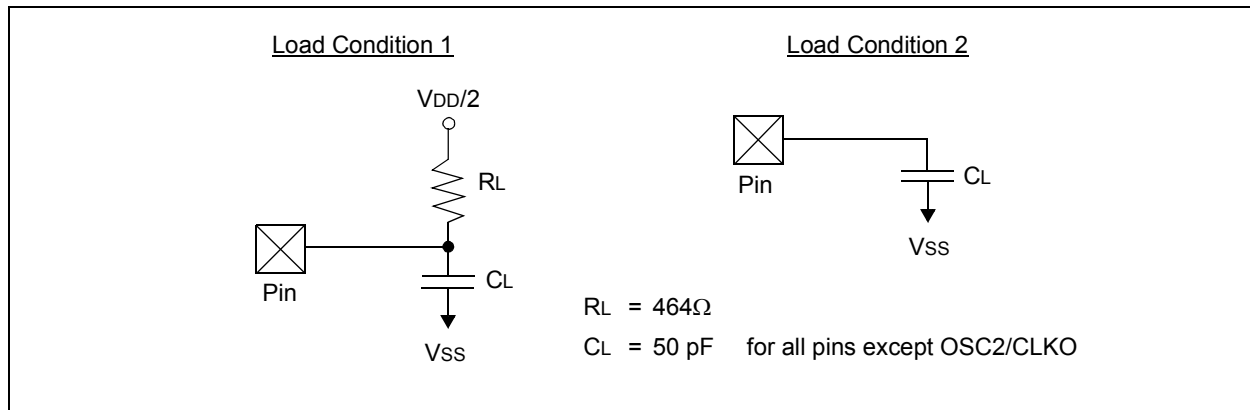 Load Condition 1
VDD/2
RL
Pin
CL
VSS
Load Condition 2
Pin
CL
VSS
RL = 464Ω
CL = 50 pF for all pins except OSC2/CLKO